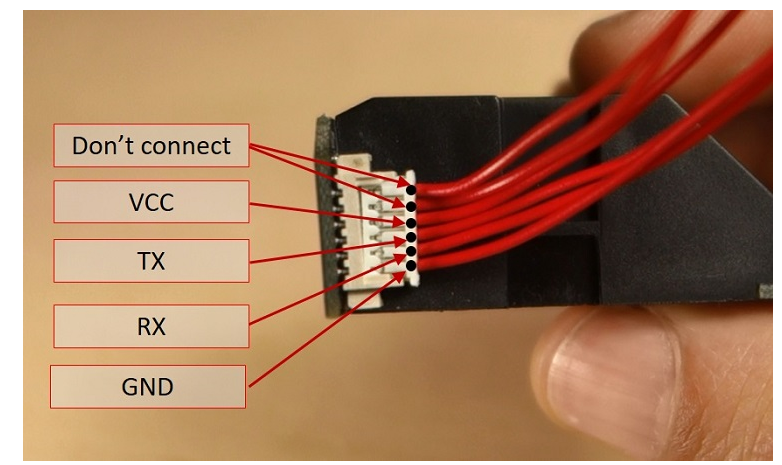 Don’t connect
VCC
TX
RX
GND